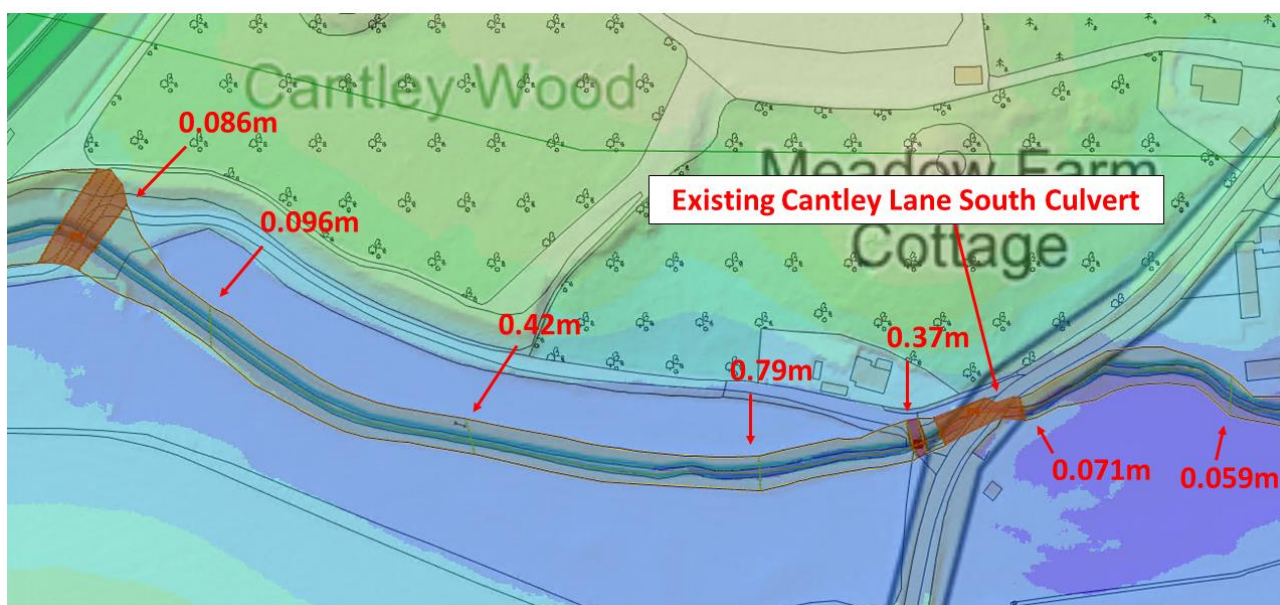 Cantley Wood
0.086m
0.096m
Meadow Farm
Existing Cantley Lane South Culvert
Cottage
0.42m
0.37m
0.79m
0.071m
0.059m